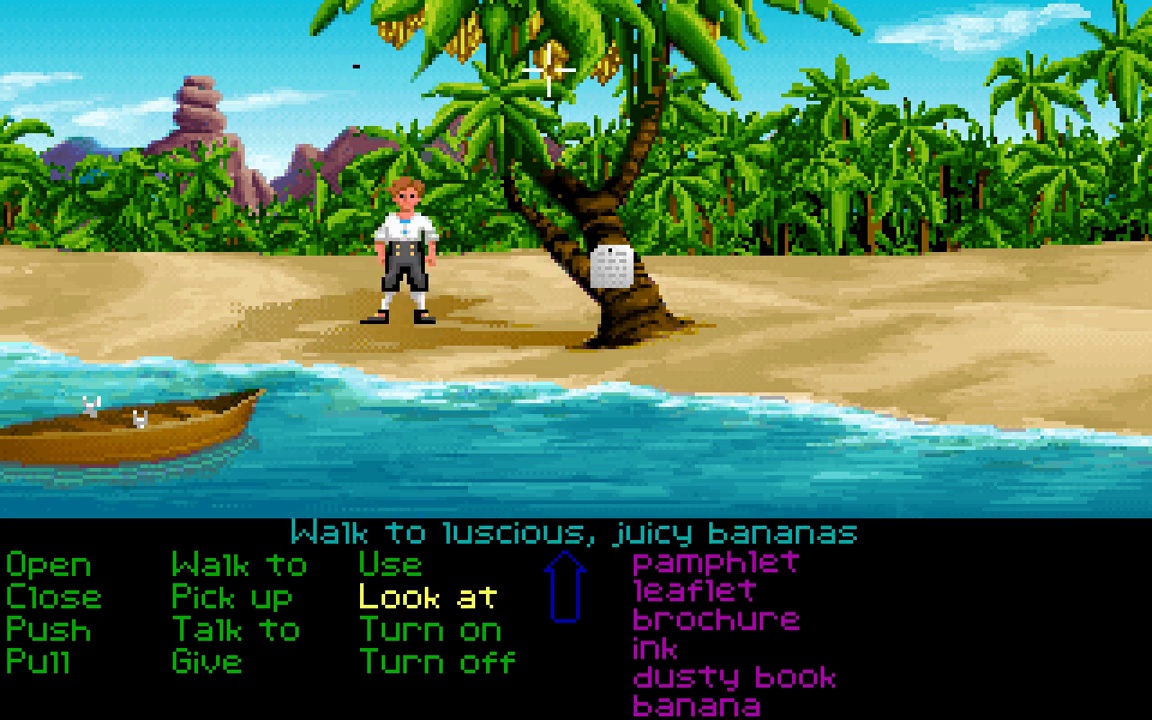 Walk to luscious, juicy bananas
Open Walk to Use
Close Pick up Look at
Push Talk to Turn on
Pull Give Turn off
pamphlet
leaflet
brochure
ink
dusty book
banana